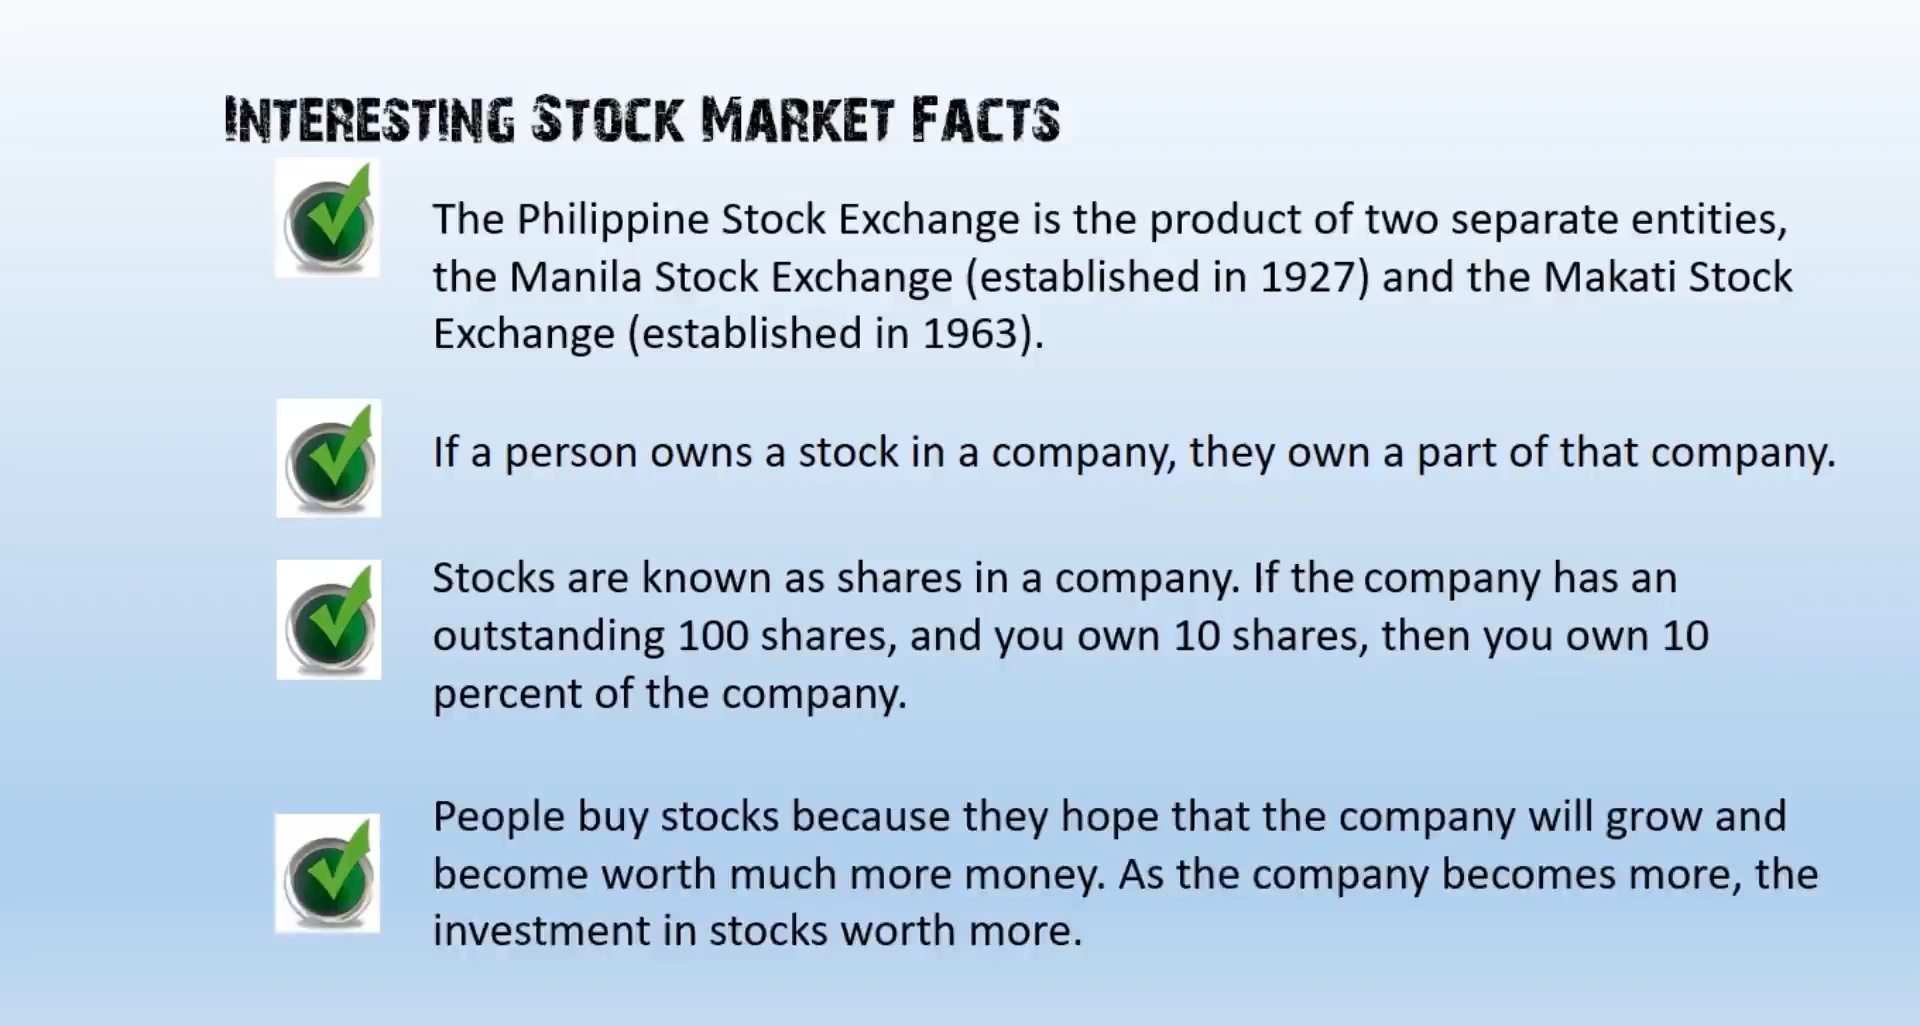 Interesting Stock Market Facts
The Philippine Stock Exchange is the product of two separate entities,
the Manila Stock Exchange (established in 1927) and the Makati Stock
Exchange (established in 1963).
If a person owns a stock in a company, they own a part of that company.
Stocks are known as shares in a company. If the company has an
outstanding 100 shares, and you own 10 shares, then you own 10
percent of the company.
People buy stocks because they hope that the company will grow and
become worth much more money. As the company becomes more, the
investment in stocks worth more.